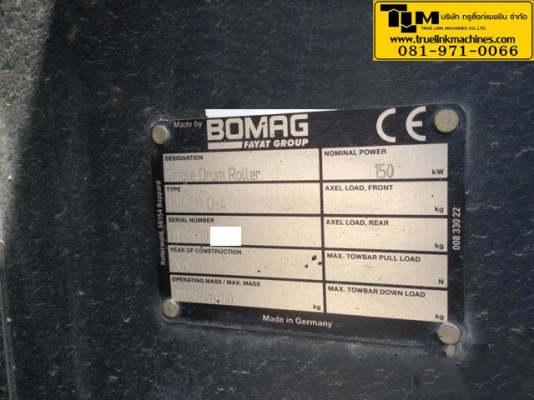 TLM
บริษัท ทรูลิ้งก์แมชชีน จำกัด
TRUE LINK MACHINES CO.,LTD.
www.truelinkmachines.com
081-971-0066
Made by BOMAG CE
FAYAT GROUP
DESIGNATION
Single Drum Roller
NOMINAL POWER
150 kW
TYPE
AXEL LOAD, FRONT
kg
SERIAL NUMBER
AXEL LOAD, REAR
kg
YEAR OF CONSTRUCTION
MAX. TOWBAR PULL LOAD
N
OPERATING MASS / MAX. MASS
kg
MAX. TOWBAR DOWN LOAD
kg
Made in Germany
Hellerwald, 56154 Boppard
008 330 22